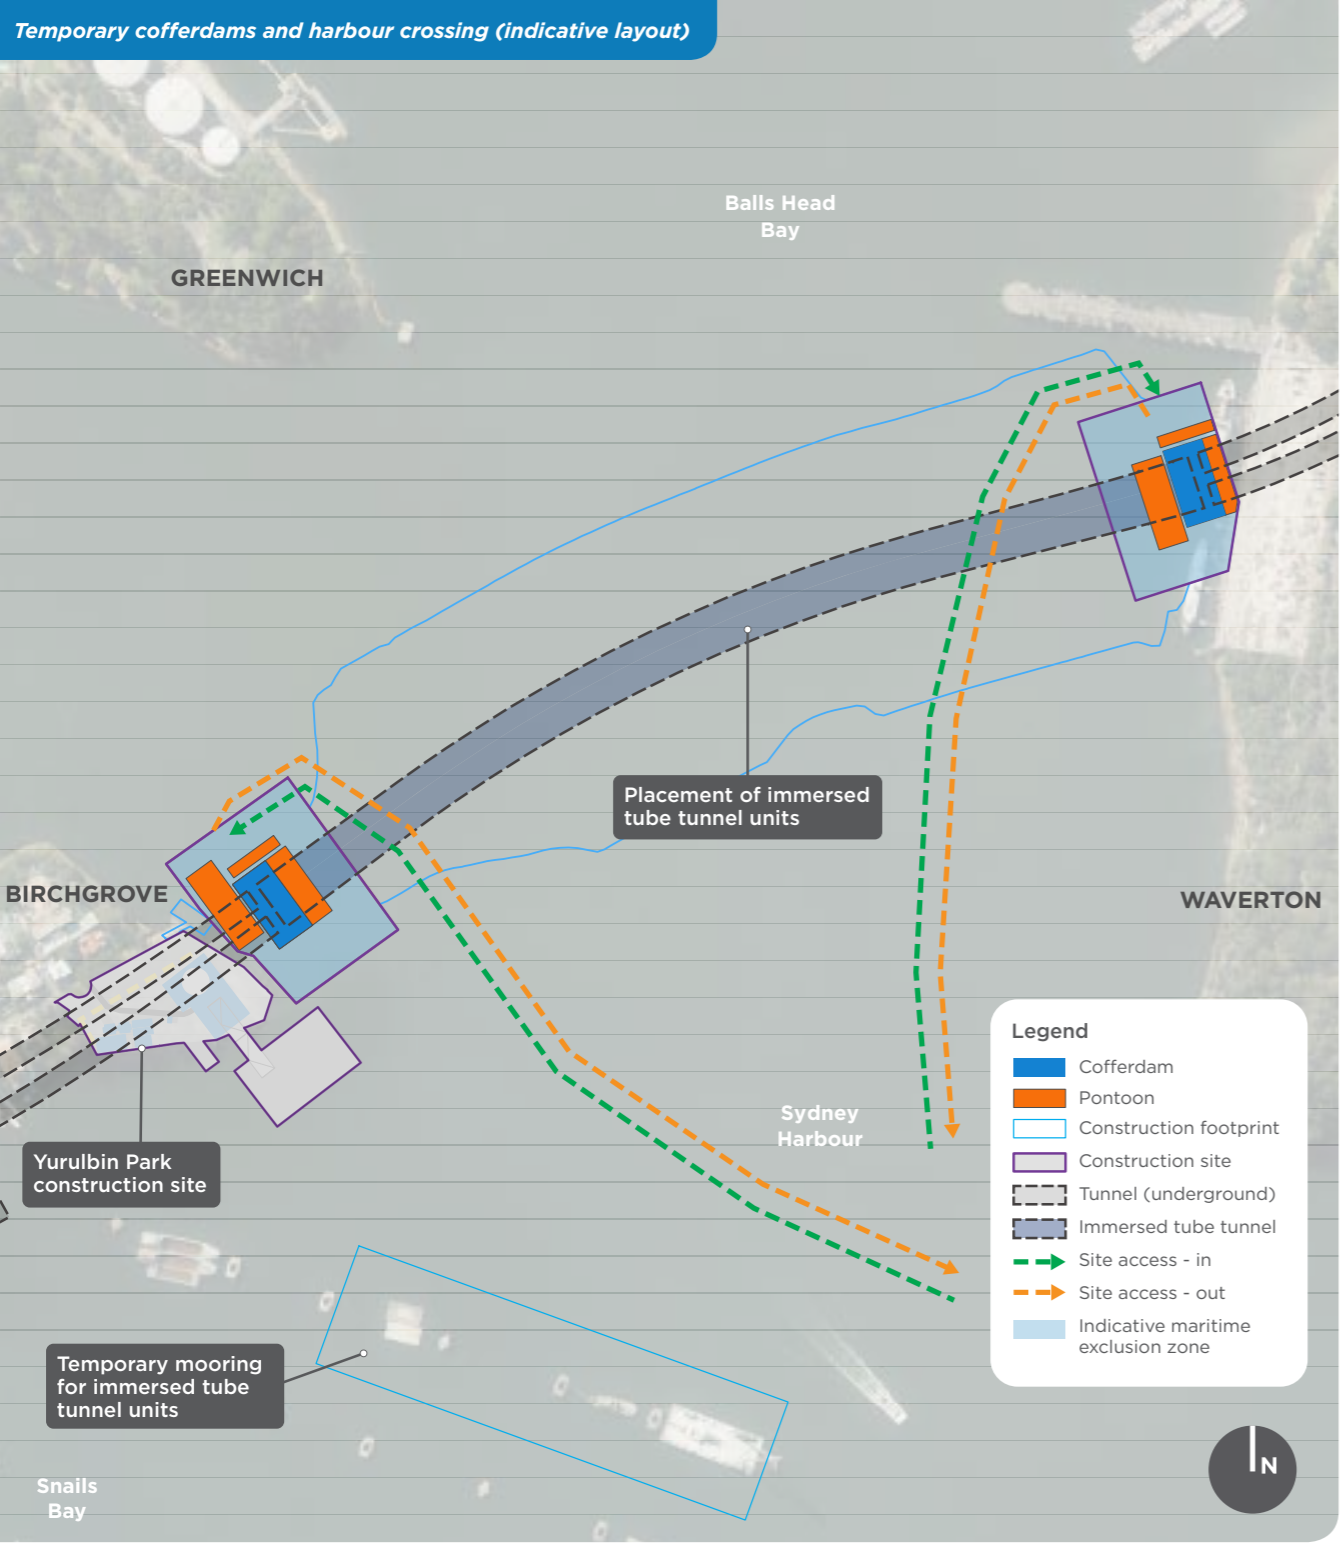 Temporary cofferdams and harbour crossing (indicative layout)
Balls Head
Bay
GREENWICH
Placement of immersed
tube tunnel units
BIRCHGROVE
WAVERTON
Yurulbin Park
construction site
Sydney
Harbour
Temporary mooring
for immersed tube
tunnel units
Snails
Bay
Legend
Cofferdam
Pontoon
Construction footprint
Construction site
Tunnel (underground)
Immersed tube tunnel
Site access - in
Site access - out
Indicative maritime
exclusion zone
N